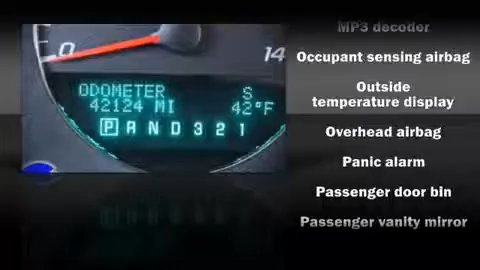 0
14
ODOMETER S
42124 MI 42°F
P R N D 3 2 1
MP3 decoder
Occupant sensing airbag
Outside
temperature display
Overhead airbag
Panic alarm
Passenger door bin
Passenger vanity mirror